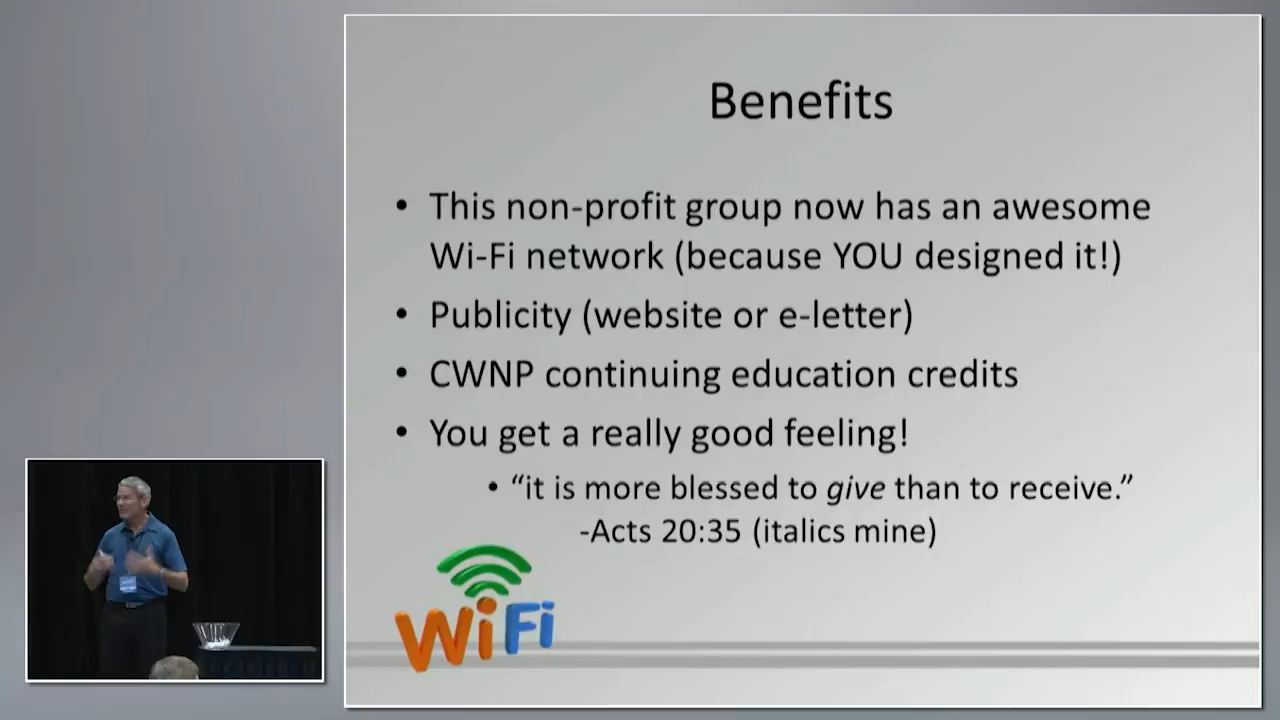 Benefits
• This non-profit group now has an awesome
Wi-Fi network (because YOU designed it!)
• Publicity (website or e-letter)
• CWNP continuing education credits
• You get a really good feeling!
• “it is more blessed to give than to receive.”
-Acts 20:35 (italics mine)
WiFi